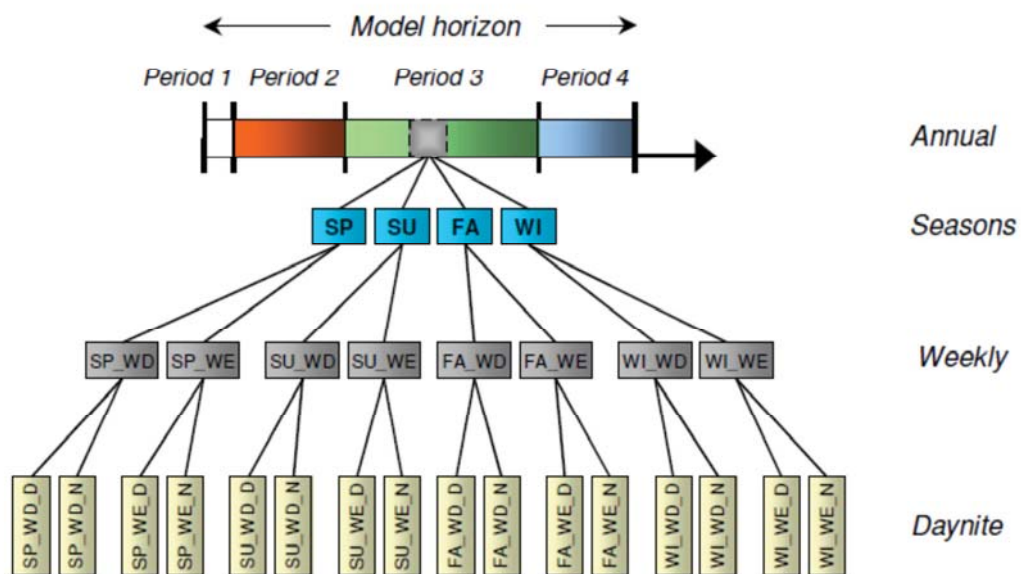 Model horizon
Period 1 Period 2 Period 3 Period 4
Annual
SP SU FA WI Seasons
SP_WD SP_WE SU_WD SU_WE FA_WD FA_WE WI_WD WI_WE Weekly
SP_WD_D SP_WD_N SP_WE_D SP_WE_N SU_WD_D SU_WD_N SU_WE_D SU_WE_N FA_WD_D FA_WD_N FA_WE_D FA_WE_N WI_WD_D WI_WD_N WI_WE_D WI_WE_N Daynite